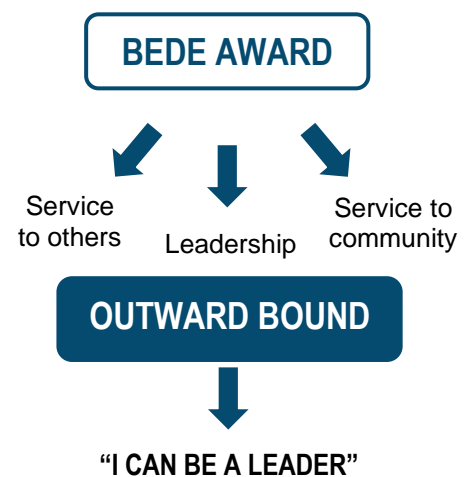 BEDE AWARD
Service
to others
Leadership
Service to
community
OUTWARD BOUND
“I CAN BE A LEADER”